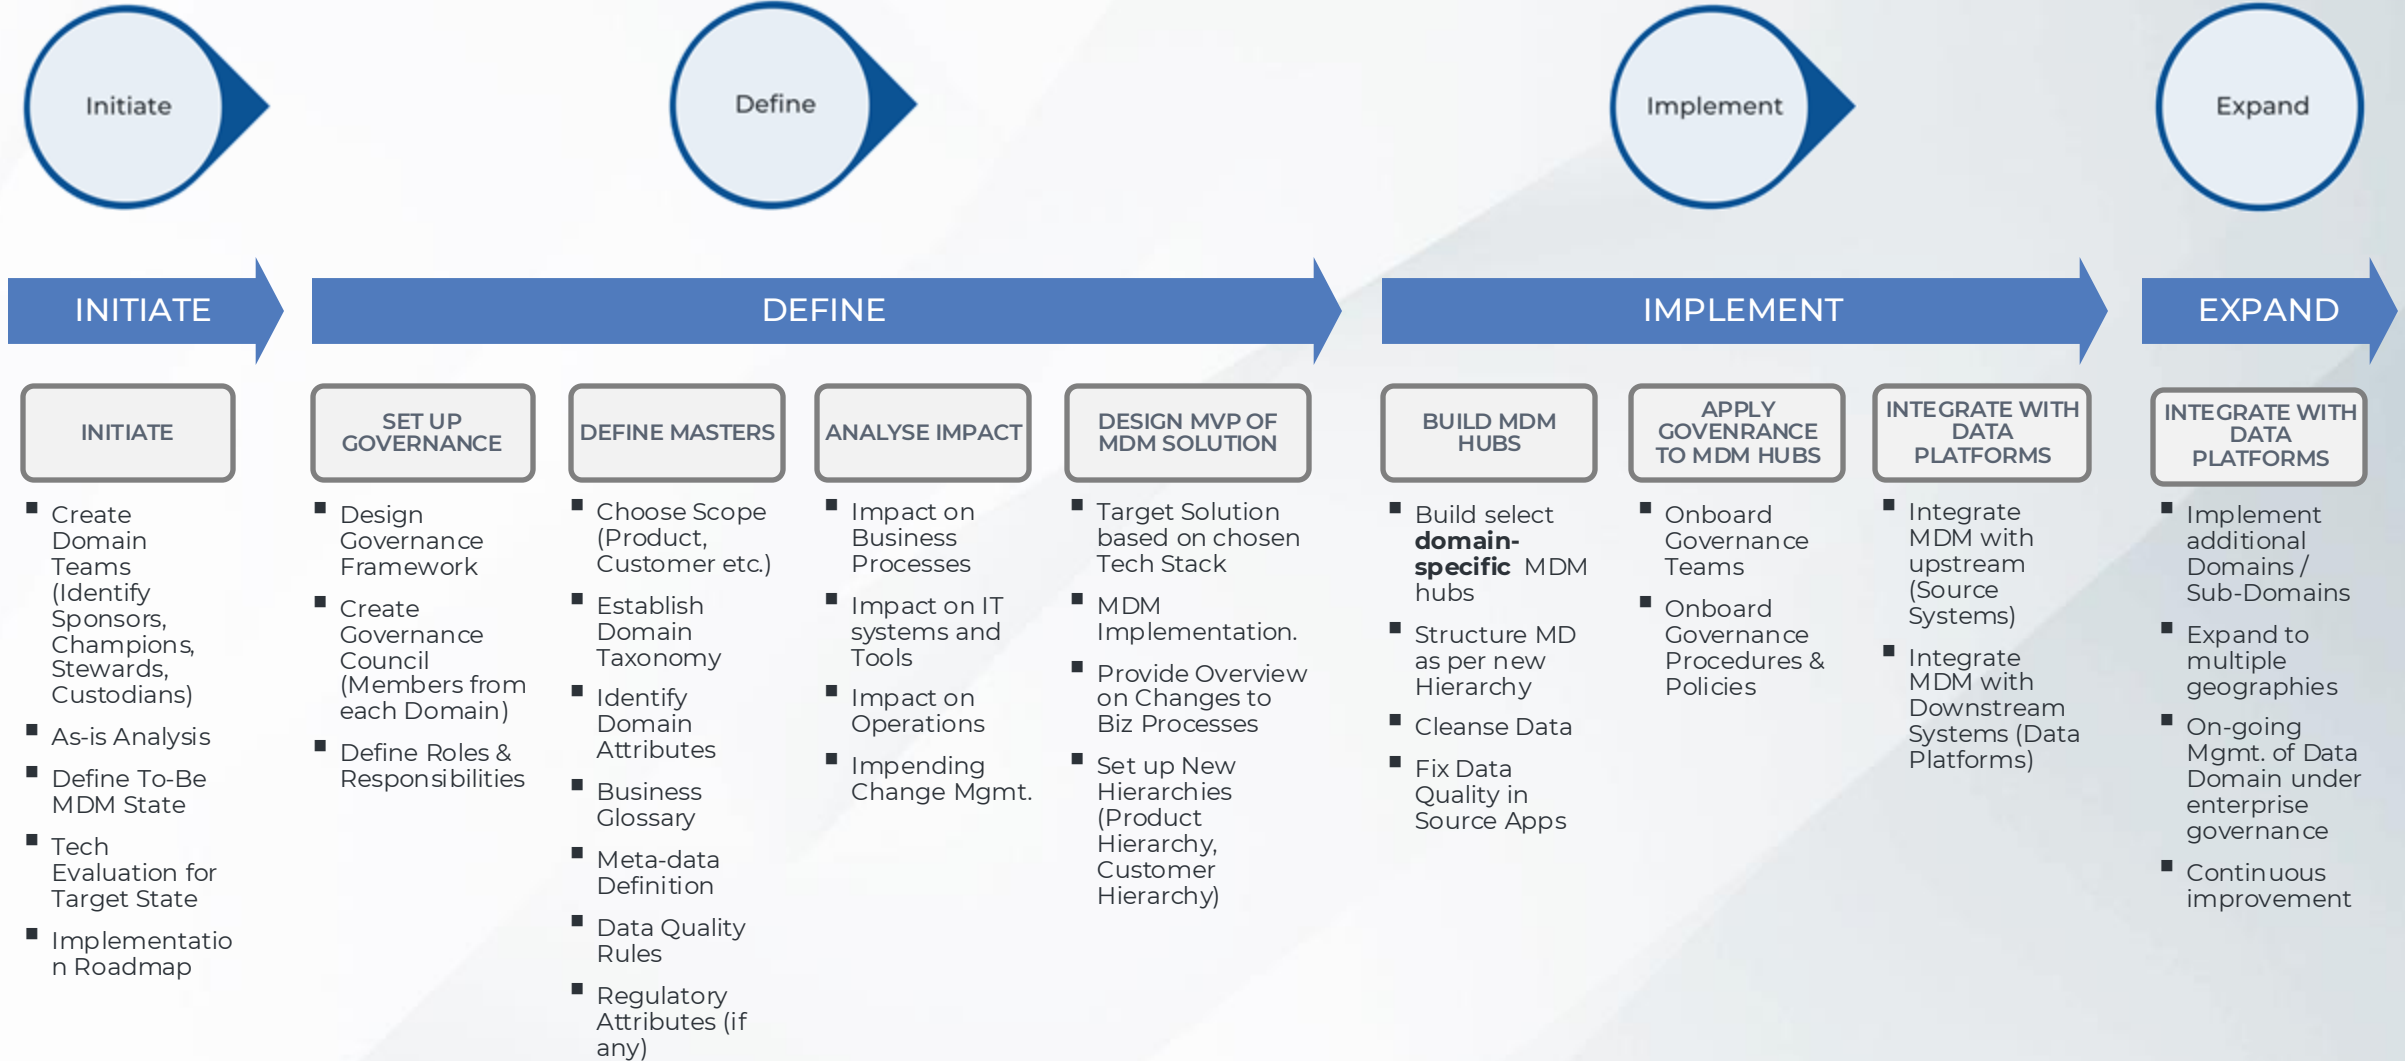 Initiate
Define
Implement
Expand
INITIATE
DEFINE
IMPLEMENT
EXPAND
INITIATE
Create
Domain
Teams
(Identify
Sponsors,
Champions,
Stewards,
Custodians)
As-is Analysis
Define To-Be
MDM State
Tech
Evaluation for
Target State
Implementatio
n Roadmap
SET UP
GOVERNANCE
Design
Governance
Framework
Create
Governance
Council
(Members from
each Domain)
Define Roles &
Responsibilities
DEFINE MASTERS
Choose Scope
(Product,
Customer etc.)
Establish
Domain
Taxonomy
Identify
Domain
Attributes
Business
Glossary
Meta-data
Definition
Data Quality
Rules
Regulatory
Attributes (if
any)
ANALYSE IMPACT
Impact on
Business
Processes
Impact on IT
systems and
Tools
Impact on
Operations
Impending
Change Mgmt.
DESIGN MVP OF
MDM SOLUTION
Target Solution
based on chosen
Tech Stack
MDM
Implementation.
Provide Overview
on Changes to
Biz Processes
Set up New
Hierarchies
(Product
Hierarchy,
Customer
Hierarchy)
BUILD MDM
HUBS
Build select
domain-
specific MDM
hubs
Structure MD
as per new
Hierarchy
Cleanse Data
Fix Data
Quality in
Source Apps
APPLY
GOVENRANCE
TO MDM HUBS
Onboard
Governance
Teams
Onboard
Governance
Procedures &
Policies
INTEGRATE WITH
DATA
PLATFORMS
Integrate
MDM with
upstream
(Source
Systems)
Integrate
MDM with
Downstream
Systems (Data
Platforms)
INTEGRATE WITH
DATA
PLATFORMS
Implement
additional
Domains /
Sub-Domains
Expand to
multiple
geographies
On-going
Mgmt. of Data
Domain under
enterprise
governance
Continuous
improvement